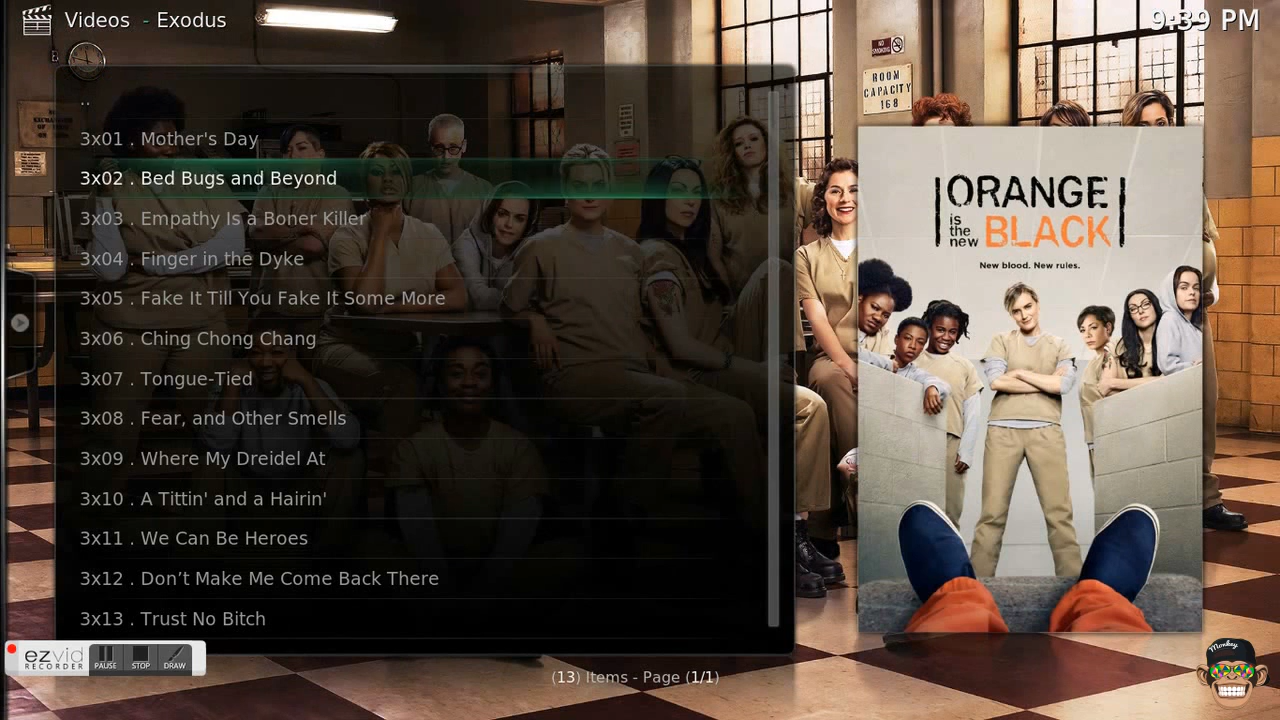 Videos - Exodus
9:39 PM
NO
SMOKING
ROOM
CAPACITY
168
..
3x01 . Mother's Day
3x02 . Bed Bugs and Beyond
3x03 . Empathy Is a Boner Killer
3x04 . Finger in the Dyke
3x05 . Fake It Till You Fake It Some More
3x06 . Ching Chong Chang
3x07 . Tongue-Tied
3x08 . Fear, and Other Smells
3x09 . Where My Dreidel At
3x10 . A Tittin' and a Hairin'
3x11 . We Can Be Heroes
3x12 . Don’t Make Me Come Back There
3x13 . Trust No Bitch
ORANGE
is the new BLACK
New blood. New rules.
ezvid
RECORDER
PAUSE STOP DRAW
(13) Items - Page (1/1)
Monkey